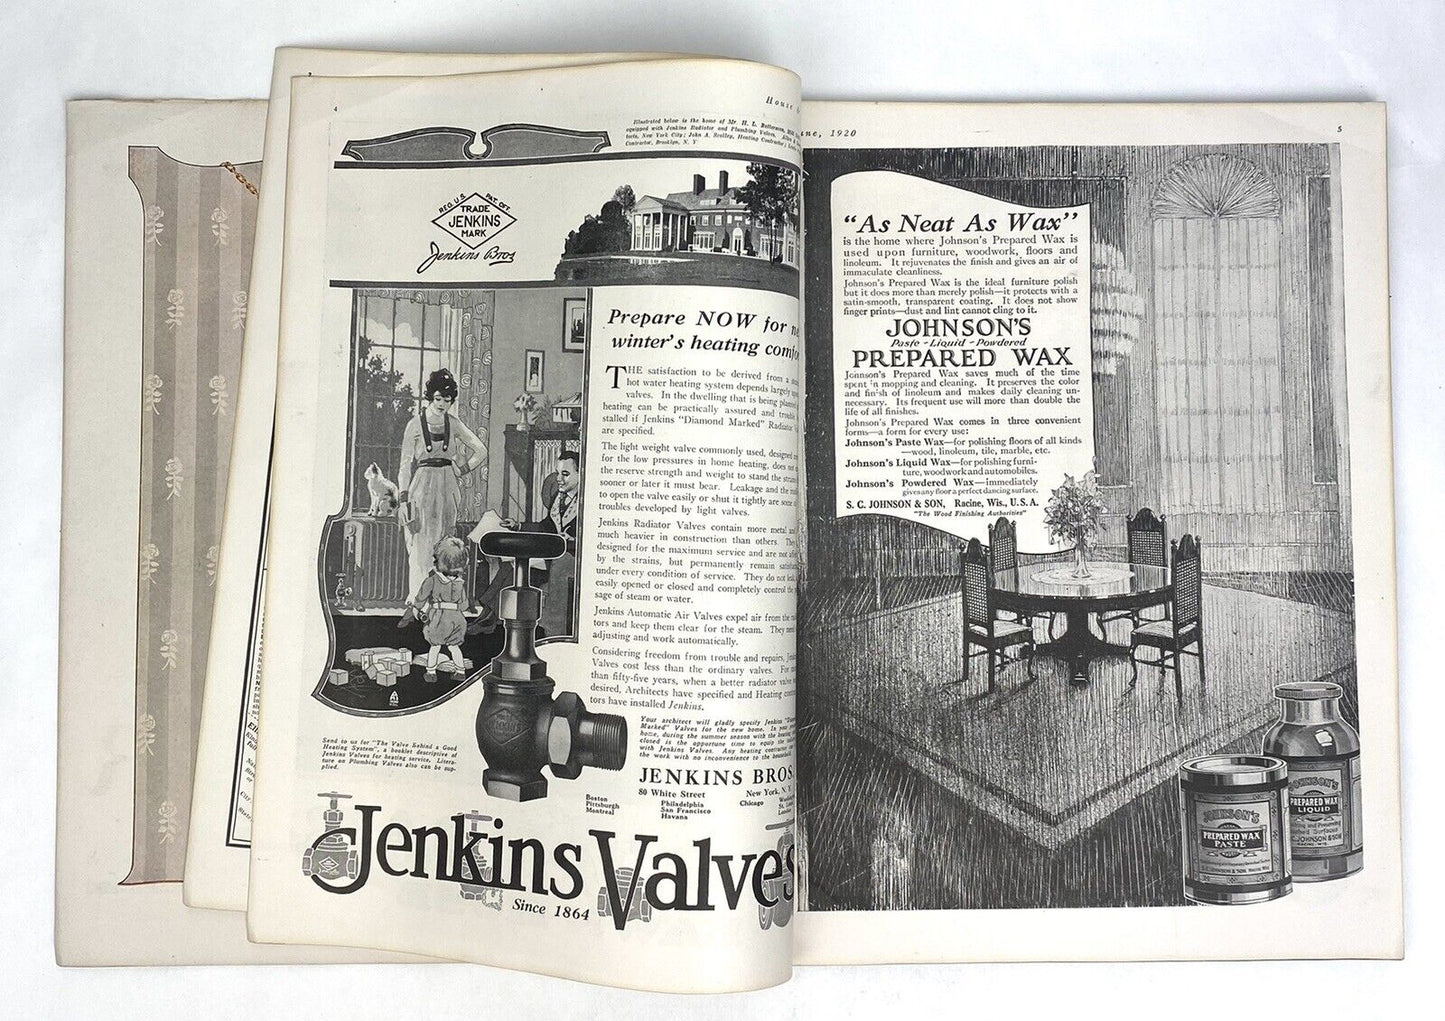 4
House
Illustrated below is the home of Mr. H. L. Batterman,
equipped with Jenkins Radiator and Plumbing Valves.
tects, New York City; John A. Heating Contractor;
Contractor, Brooklyn, N. Y
REG. U.S. PAT. OFF
TRADE
JENKINS
MARK
Jenkins Bros
Prepare NOW for
winter's heating
THE satisfaction to be derived from a
hot water heating system depends largely
valves. In the dwelling that is being
heating can be practically assured and
stalled if Jenkins "Diamond Marked" Radiator
are specified.
The light weight valve commonly used, designed
for the low pressures in home heating, does
the reserve strength and weight to stand the
sooner or later it must bear. Leakage and the
to open the valve easily or shut it tightly are
troubles developed by light valves.
Jenkins Radiator Valves contain more metal
much heavier in construction than others. They
designed for the maximum service and are not
by the strains, but permanently remain
under every condition of service. They do not
easily opened or closed and completely control the
sage of steam or water.
Jenkins Automatic Air Valves expel air from the
tors and keep them clear for the steam. They
adjusting and work automatically.
Considering freedom from trouble and repairs,
Valves cost less than the ordinary valves. For
than fifty-five years, when a better radiator valve
desired, Architects have specified and Heating
tors have installed Jenkins.
Your architect will gladly specify Jenkins
Marked" Valves for the new home. In your
home, during the summer season with the heating
closed is the opportune time to equip the
with Jenkins Valves. Any heating contractor
the work with no inconvenience to the
Send to us for "The Valve Behind a Good
Heating System", a booklet descriptive of
Jenkins Valves for heating service. Litera-
ture on Plumbing Valves also can be sup-
plied.
JENKINS BROS.
80 White Street New York, N. Y.
Boston Philadelphia Chicago
Pittsburgh San Francisco St.
Montreal Havana London
Jenkins Valves
Since 1864
June, 1920
5
"As Neat As Wax"
is the home where Johnson's Prepared Wax is
used upon furniture, woodwork, floors and
linoleum. It rejuvenates the finish and gives an air of
immaculate cleanliness.
Johnson's Prepared Wax is the ideal furniture polish
but it does more than merely polish—it protects with a
satin-smooth, transparent coating. It does not show
finger prints—dust and lint cannot cling to it.
JOHNSON'S
Paste - Liquid - Powdered
PREPARED WAX
Johnson's Prepared Wax saves much of the time
spent in mopping and cleaning. It preserves the color
and finish of linoleum and makes daily cleaning un-
necessary. Its frequent use will more than double the
life of all finishes.
Johnson's Prepared Wax comes in three convenient
forms—a form for every use:
Johnson's Paste Wax—for polishing floors of all kinds
—wood, linoleum, tile, marble, etc.
Johnson's Liquid Wax—for polishing furni-
ture, woodwork and automobiles.
Johnson's Powdered Wax—immediately
gives any floor a perfect dancing surface.
S. C. JOHNSON & SON, Racine, Wis., U. S. A.
"The Wood Finishing Authorities"
JOHNSON'S
PREPARED WAX
PASTE
JOHNSON'S
PREPARED WAX
LIQUID